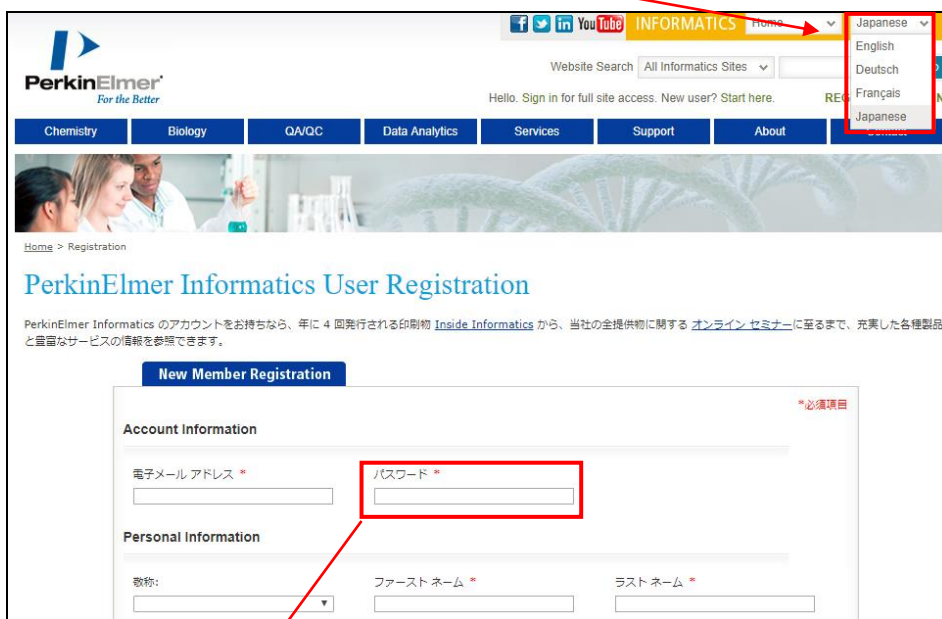 f in You Tube INFORMATICS Home Japanese
English
Deutsch
Français
Japanese
PerkinElmer
For the Better
Website Search All Informatics Sites
Hello. Sign in for full site access. New user? Start here.
Chemistry Biology QA/QC Data Analytics Services Support About
Home > Registration
PerkinElmer Informatics User Registration
PerkinElmer Informatics のアカウントをお持ちなら、年に 4 回発行される印刷物 Inside Informatics から、当社の全提供物に関する オンライン セミナーに至るまで、充実した各種製品
と豊富なサービスの情報を参照できます。
New Member Registration
*必須項目
Account Information
電子メール アドレス * パスワード *
Personal Information
敬称: ファースト ネーム * ラスト ネーム *